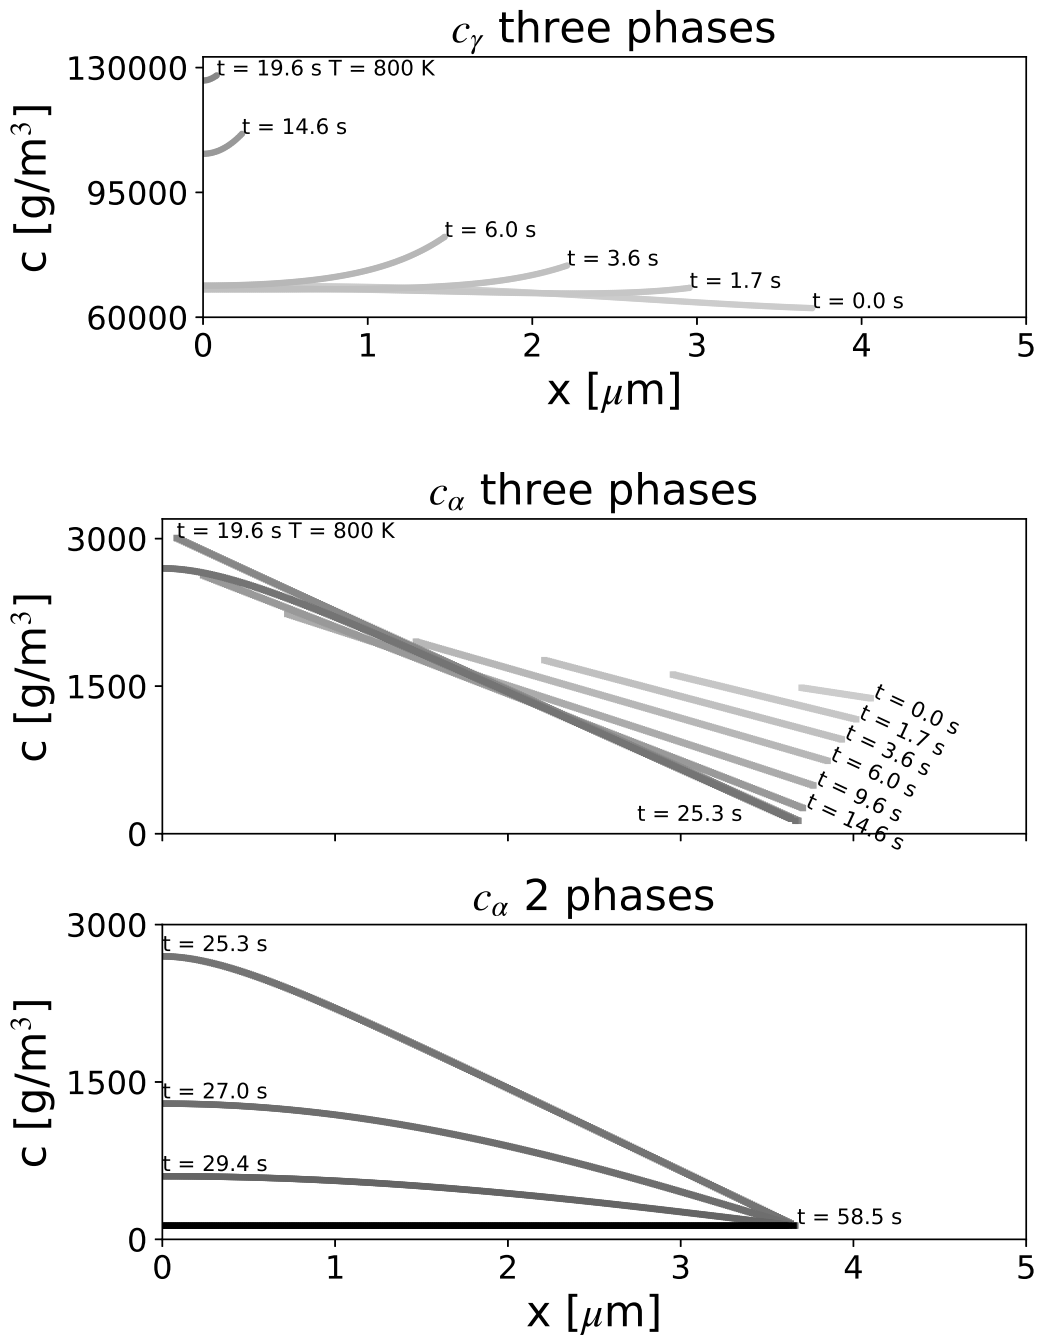 c_γ three phases
130000
t = 19.6 s T = 800 K
t = 14.6 s
95000
c [g/m³]
t = 6.0 s
t = 3.6 s
t = 1.7 s
t = 0.0 s
60000
0 1 2 3 4 5
x [μm]
c_α three phases
3000
t = 19.6 s T = 800 K
c [g/m³]
1500
t = 0.0 s
t = 1.7 s
t = 3.6 s
t = 6.0 s
t = 9.6 s
t = 14.6 s
t = 25.3 s
0
c_α 2 phases
3000
t = 25.3 s
c [g/m³]
1500
t = 27.0 s
t = 29.4 s
t = 58.5 s
0
0 1 2 3 4 5
x [μm]